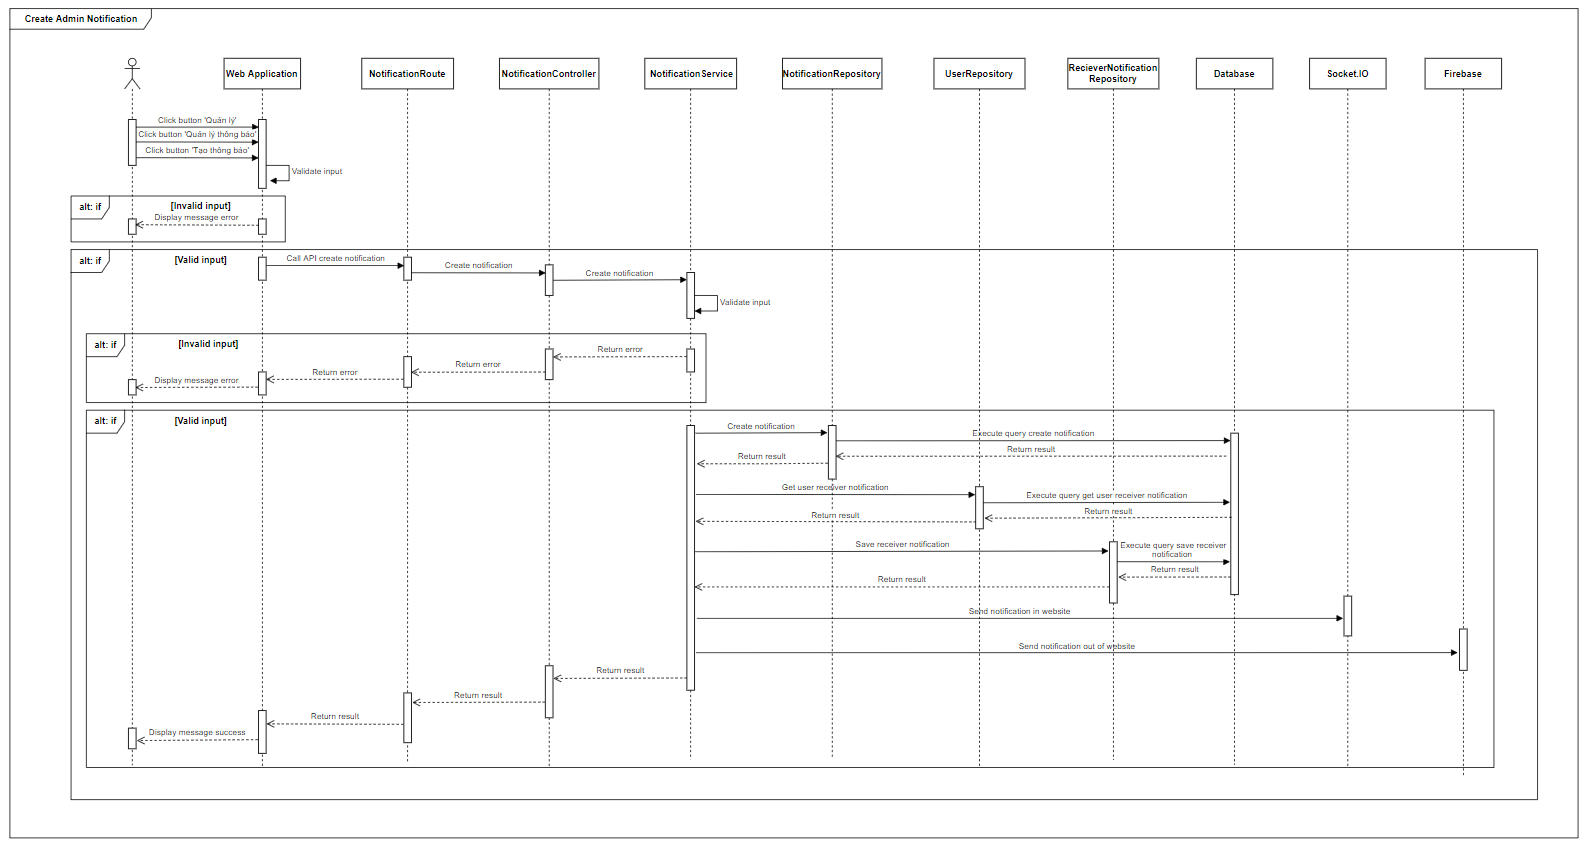 Create Admin Notification
Web Application
NotificationRoute
NotificationController
NotificationService
NotificationRepository
UserRepository
RecieverNotification
Repository
Database
Socket.IO
Firebase
Click button 'Quản lý'
Click button 'Quản lý thông báo'
Click button 'Tạo thông báo'
Validate input
alt: if
[Invalid input]
Display message error
alt: if
[Valid input]
Call API create notification
Create notification
Create notification
Validate input
alt: if
[Invalid input]
Return error
Return error
Return error
Display message error
alt: if
[Valid input]
Create notification
Execute query create notification
Return result
Return result
Get user receiver notification
Execute query get user receiver notification
Return result
Return result
Save receiver notification
Execute query save receiver
notification
Return result
Return result
Send notification in website
Send notification out of website
Return result
Return result
Return result
Display message success